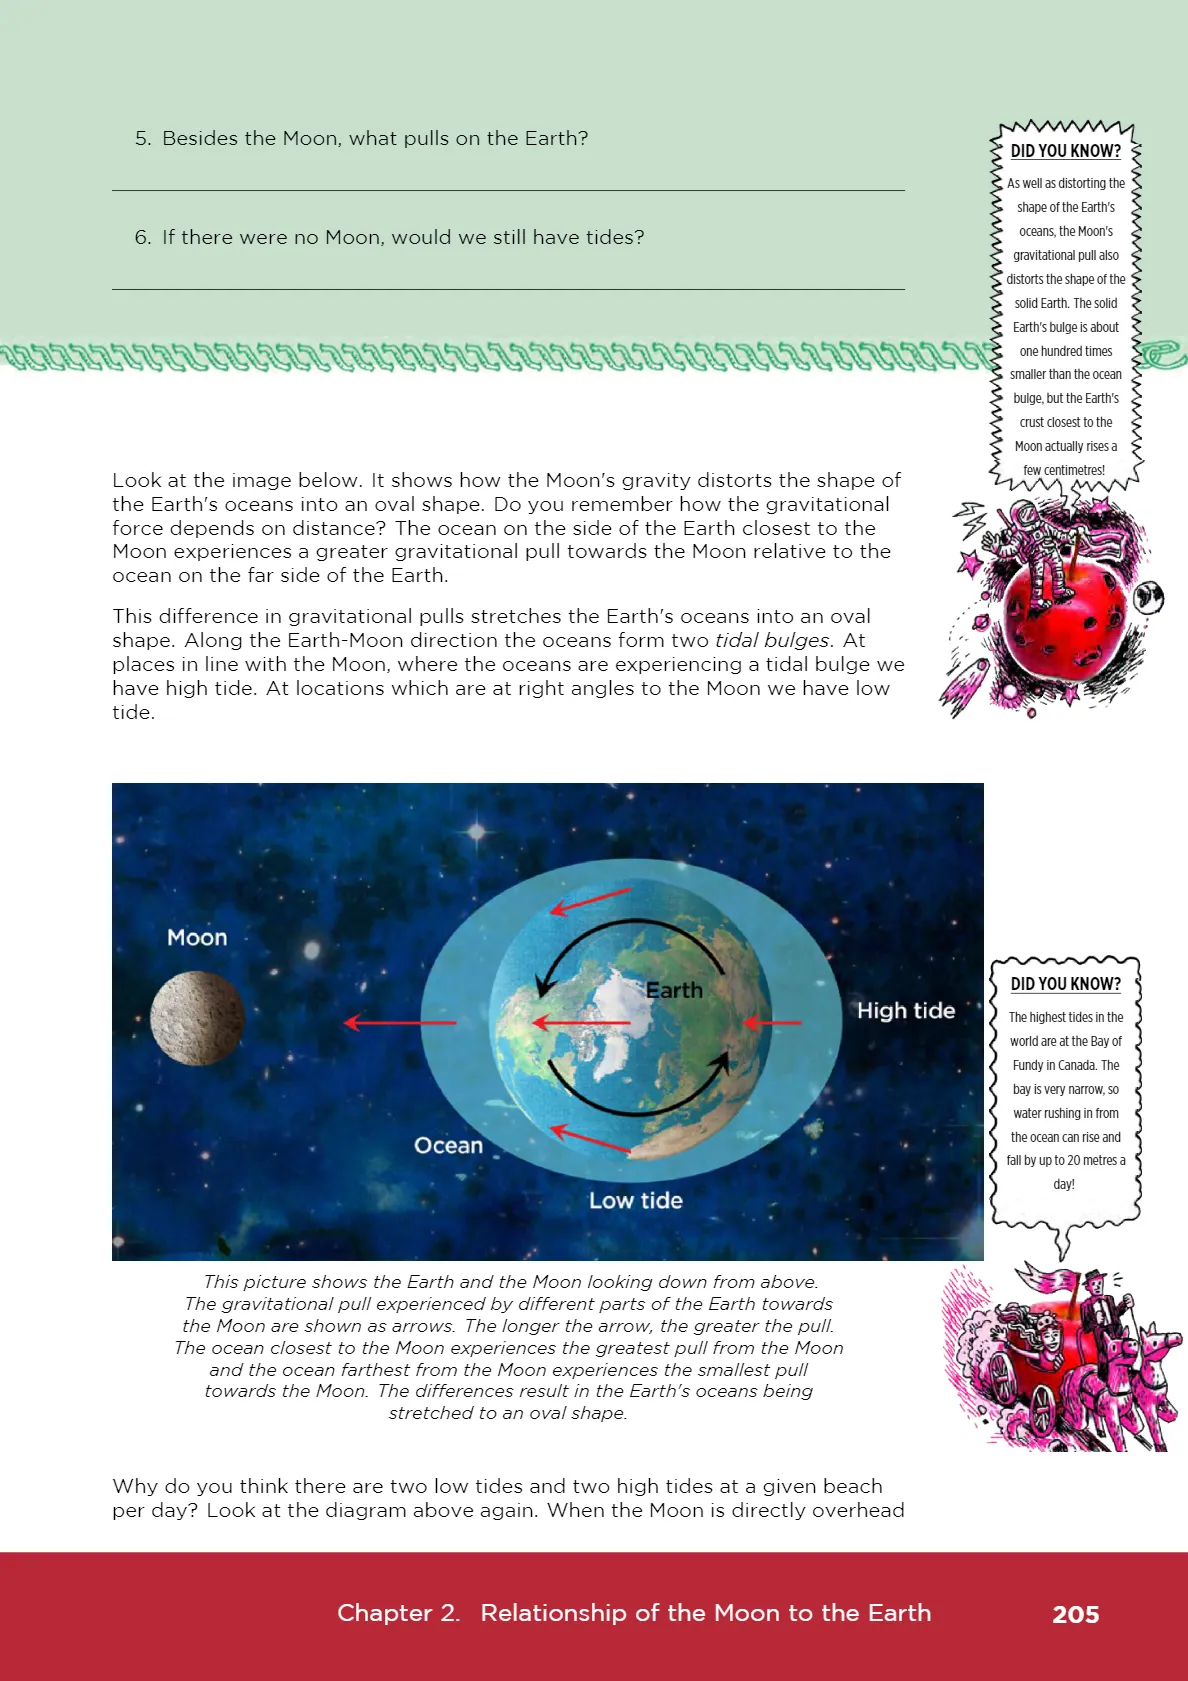 5. Besides the Moon, what pulls on the Earth?
6. If there were no Moon, would we still have tides?
DID YOU KNOW?
As well as distorting the
shape of the Earth's
oceans, the Moon's
gravitational pull also
distorts the shape of the
solid Earth. The solid
Earth's bulge is about
one hundred times
smaller than the ocean
bulge, but the Earth's
crust closest to the
Moon actually rises a
few centimetres!
Look at the image below. It shows how the Moon's gravity distorts the shape of
the Earth's oceans into an oval shape. Do you remember how the gravitational
force depends on distance? The ocean on the side of the Earth closest to the
Moon experiences a greater gravitational pull towards the Moon relative to the
ocean on the far side of the Earth.
This difference in gravitational pulls stretches the Earth's oceans into an oval
shape. Along the Earth-Moon direction the oceans form two tidal bulges. At
places in line with the Moon, where the oceans are experiencing a tidal bulge we
have high tide. At locations which are at right angles to the Moon we have low
tide.
Moon
Earth
High tide
Ocean
Low tide
DID YOU KNOW?
The highest tides in the
world are at the Bay of
Fundy in Canada. The
bay is very narrow, so
water rushing in from
the ocean can rise and
fall by up to 20 metres a
day!
This picture shows the Earth and the Moon looking down from above.
The gravitational pull experienced by different parts of the Earth towards
the Moon are shown as arrows. The longer the arrow, the greater the pull.
The ocean closest to the Moon experiences the greatest pull from the Moon
and the ocean farthest from the Moon experiences the smallest pull
towards the Moon. The differences result in the Earth's oceans being
stretched to an oval shape.
Why do you think there are two low tides and two high tides at a given beach
per day? Look at the diagram above again. When the Moon is directly overhead
Chapter 2. Relationship of the Moon to the Earth 205